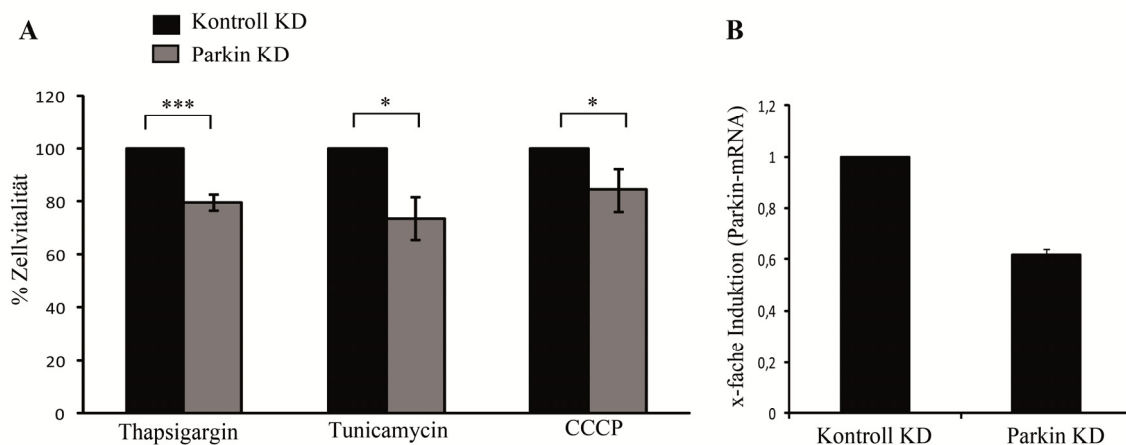 A
Kontroll KD
Parkin KD
% Zellvitalität
120
100
80
60
40
20
0
***
*
*
Thapsigargin
Tunicamycin
CCCP
B
x-fache Induktion (Parkin-mRNA)
1,2
1
0,8
0,6
0,4
0,2
0
Kontroll KD
Parkin KD